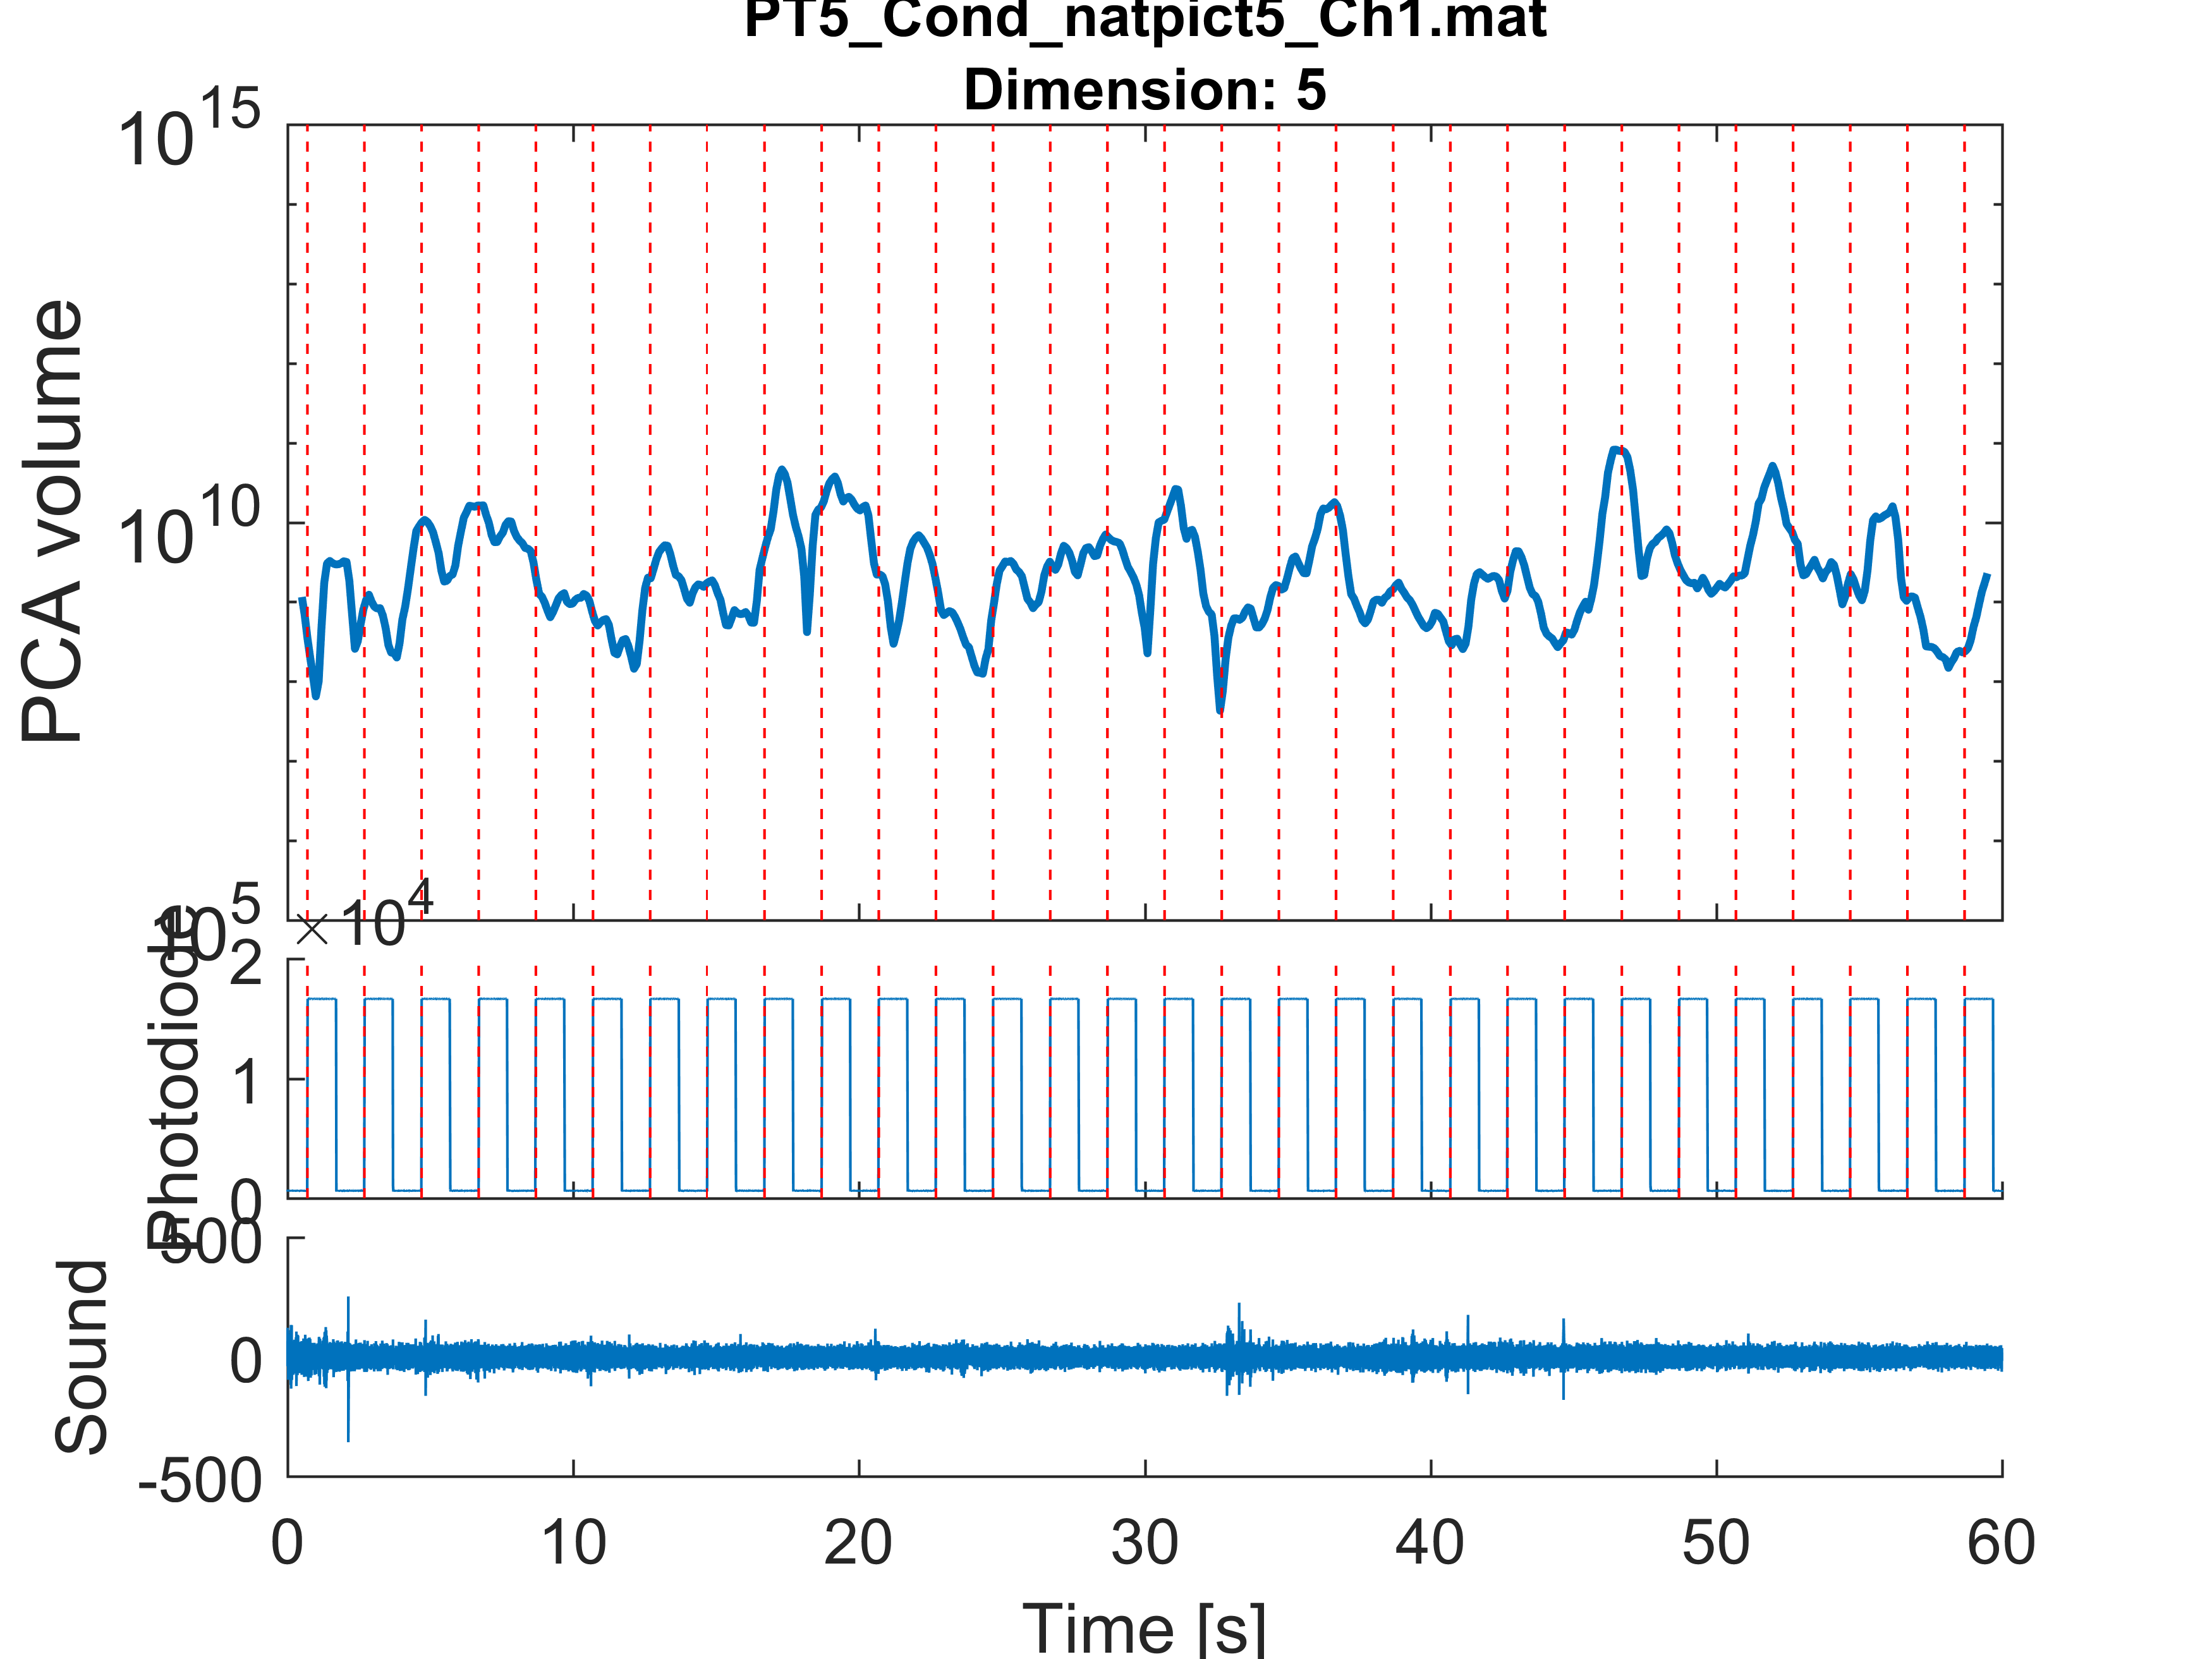 PT5_Cond_natpict5_Ch1.mat
Dimension: 5
PCA volume
10^15
10^10
10^5
× 10^4
Photodiode
2
1
0
Sound
500
0
-500
0 10 20 30 40 50 60
Time [s]